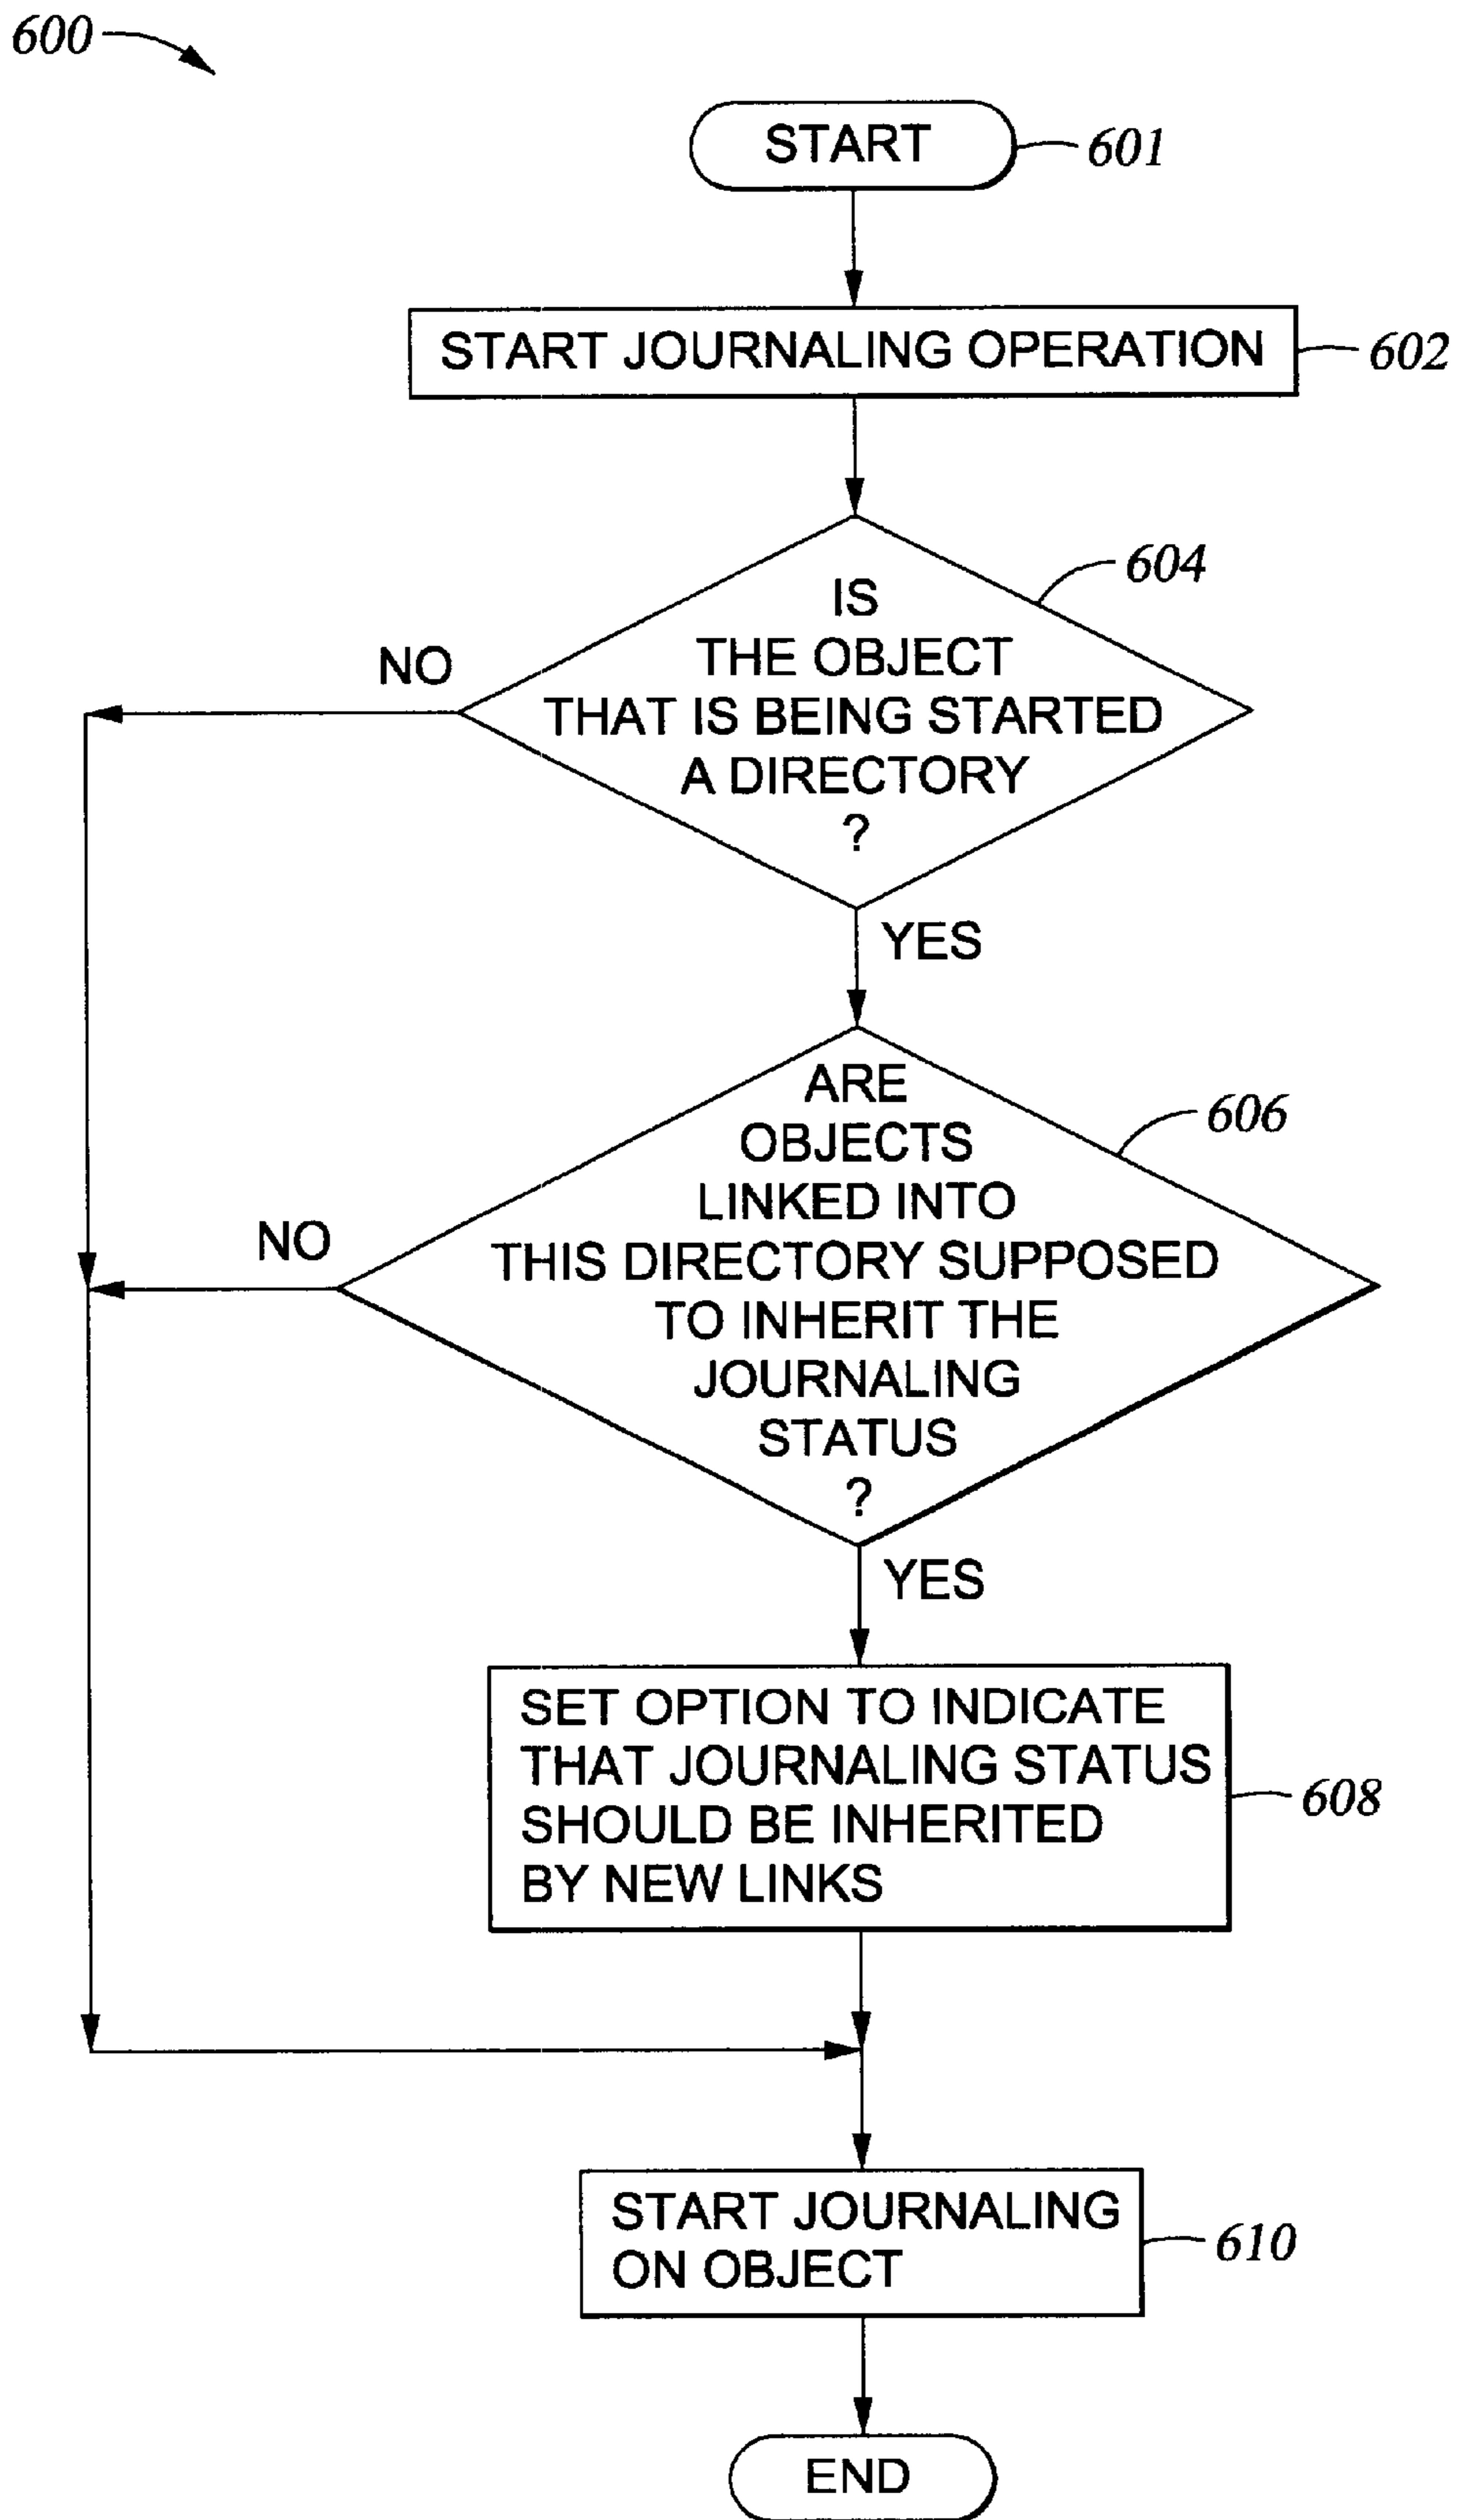 600
START
601
START JOURNALING OPERATION
602
604
IS
THE OBJECT
THAT IS BEING STARTED
A DIRECTORY
?
NO
YES
606
ARE
OBJECTS
LINKED INTO
THIS DIRECTORY SUPPOSED
TO INHERIT THE
JOURNALING
STATUS
?
NO
YES
SET OPTION TO INDICATE
THAT JOURNALING STATUS
SHOULD BE INHERITED
BY NEW LINKS
608
START JOURNALING
ON OBJECT
610
END